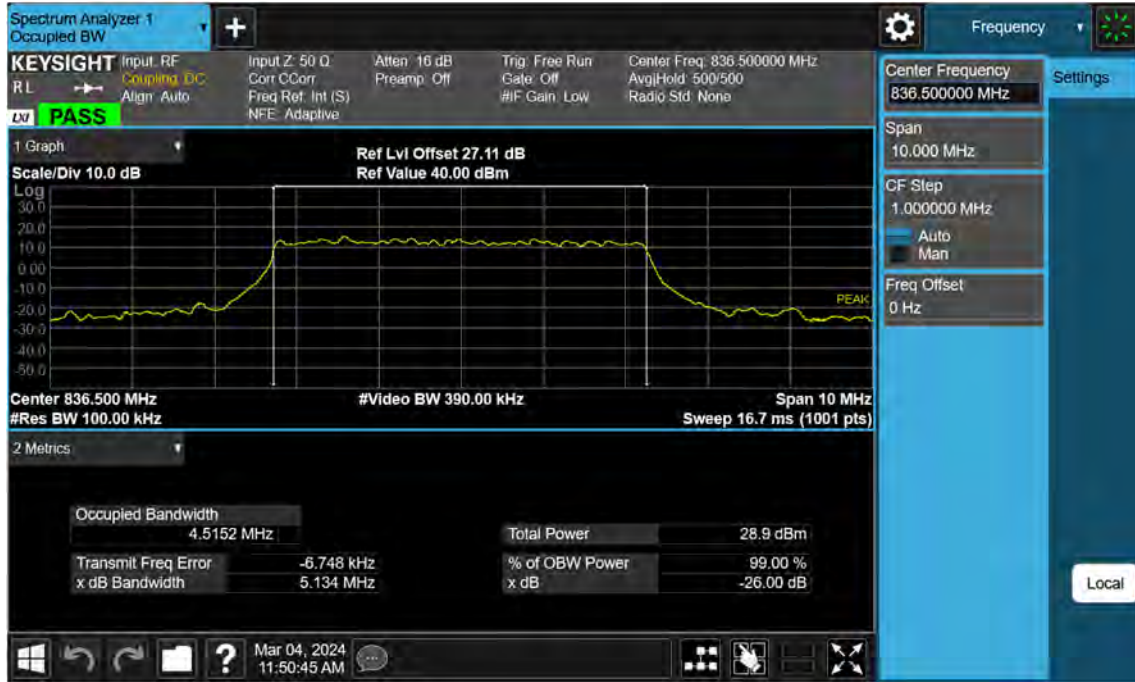 Spectrum Analyzer 1
Occupied BW
Frequency
KEYSIGHT
RL
LXI
PASS
Input: RF
Coupling: DC
Align: Auto
Input Z: 50 Ω
Corr CCorr
Freq Ref: Int (S)
NFE: Adaptive
Atten: 16 dB
Preamp: Off
Trig: Free Run
Gate: Off
#IF Gain: Low
Center Freq: 836.500000 MHz
Avg|Hold: 500/500
Radio Std: None
Center Frequency
836.500000 MHz
Settings
Span
10.000 MHz
CF Step
1.000000 MHz
Auto
Man
Freq Offset
0 Hz
Local
1 Graph
Scale/Div 10.0 dB
Ref Lvl Offset 27.11 dB
Ref Value 40.00 dBm
Log
30.0
20.0
10.0
0.00
-10.0
-20.0
-30.0
-40.0
-50.0
PEAK
Center 836.500 MHz
#Res BW 100.00 kHz
#Video BW 390.00 kHz
Span 10 MHz
Sweep 16.7 ms (1001 pts)
2 Metrics
Occupied Bandwidth
4.5152 MHz
Total Power 28.9 dBm
Transmit Freq Error -6.748 kHz
% of OBW Power 99.00 %
x dB Bandwidth 5.134 MHz
x dB -26.00 dB
?
Mar 04, 2024
11:50:45 AM